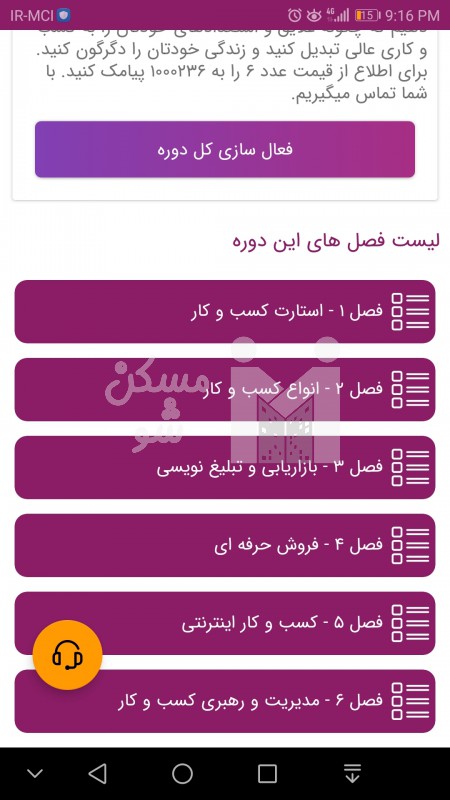 IR-MCI 4G 15 9:16 PM
و کاری عالی تبدیل کنید و زندگی خودتان را دگرگون کنید.
برای اطلاع از قیمت عدد ۶ را به ۱۰۰۰۲۳۶ پیامک کنید. با
شما تماس میگیریم.
فعال سازی کل دوره
لیست فصل های این دوره
فصل ۱ - استارت کسب و کار
فصل ۲ - انواع کسب و کار
مسکن
شو
فصل ۳ - بازاریابی و تبلیغ نویسی
فصل ۴ - فروش حرفه ای
فصل ۵ - کسب و کار اینترنتی
فصل ۶ - مدیریت و رهبری کسب و کار